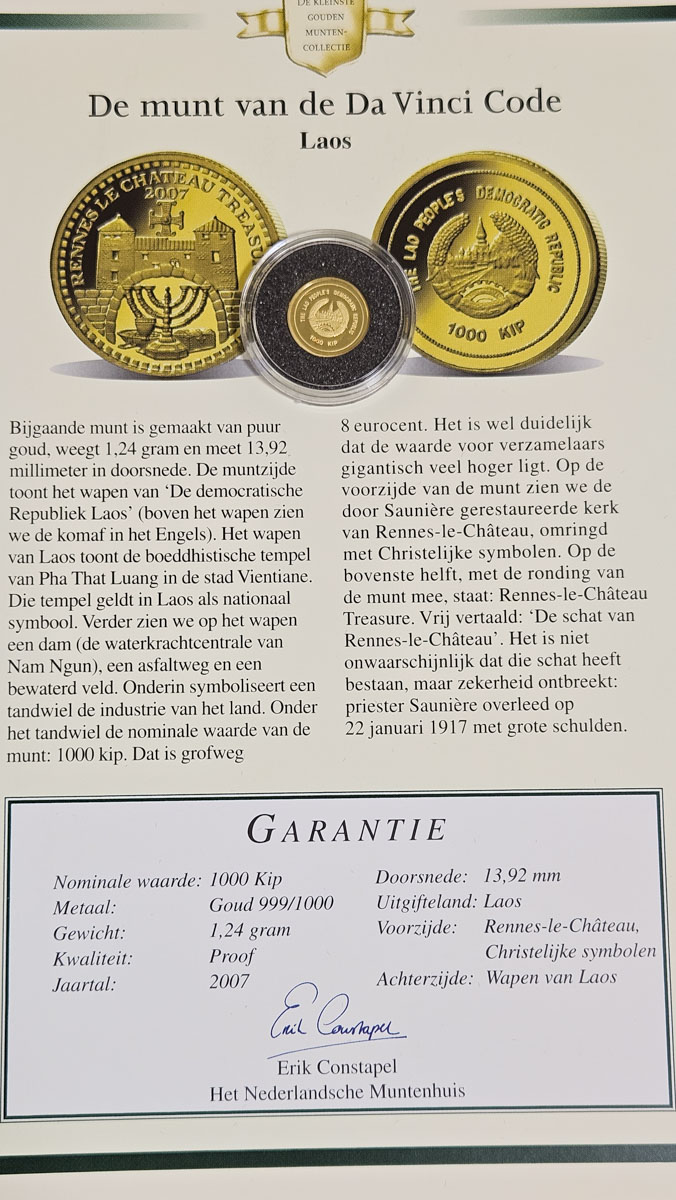 DE KLEINSTE
GOUDEN
MUNTEN-
COLLECTIE
De munt van de Da Vinci Code
Laos
RENNES LE CHATEAU TREASU
2007
THE LAO PEOPLE'S DEMOCRATIC REPUBLIC
1000 KIP
THE LAO PEOPLE'S DEMOCRATIC REPUBLIC
1000 KIP
Bijgaande munt is gemaakt van puur
goud, weegt 1,24 gram en meet 13,92
millimeter in doorsnede. De muntzijde
toont het wapen van ‘De democratische
Republiek Laos’ (boven het wapen zien
we de komaf in het Engels). Het wapen
van Laos toont de boeddhistische tempel
van Pha That Luang in de stad Vientiane.
Die tempel geldt in Laos als nationaal
symbool. Verder zien we op het wapen
een dam (de waterkrachtcentrale van
Nam Ngun), een asfaltweg en een
bewaterd veld. Onderin symboliseert een
tandwiel de industrie van het land. Onder
het tandwiel de nominale waarde van de
munt: 1000 kip. Dat is grofweg
8 eurocent. Het is wel duidelijk
dat de waarde voor verzamelaars
gigantisch veel hoger ligt. Op de
voorzijde van de munt zien we de
door Saunière gerestaureerde kerk
van Rennes-le-Château, omringd
met Christelijke symbolen. Op de
bovenste helft, met de ronding van
de munt mee, staat: Rennes-le-Château
Treasure. Vrij vertaald: ‘De schat van
Rennes-le-Château’. Het is niet
onwaarschijnlijk dat die schat heeft
bestaan, maar zekerheid ontbreekt:
priester Saunière overleed op
22 januari 1917 met grote schulden.
GARANTIE
Nominale waarde: 1000 Kip
Metaal: Goud 999/1000
Gewicht: 1,24 gram
Kwaliteit: Proof
Jaartal: 2007
Doorsnede: 13,92 mm
Uitgifteland: Laos
Voorzijde: Rennes-le-Château,
Christelijke symbolen
Achterzijde: Wapen van Laos
Erik Constapel
Erik Constapel
Het Nederlandsche Muntenhuis